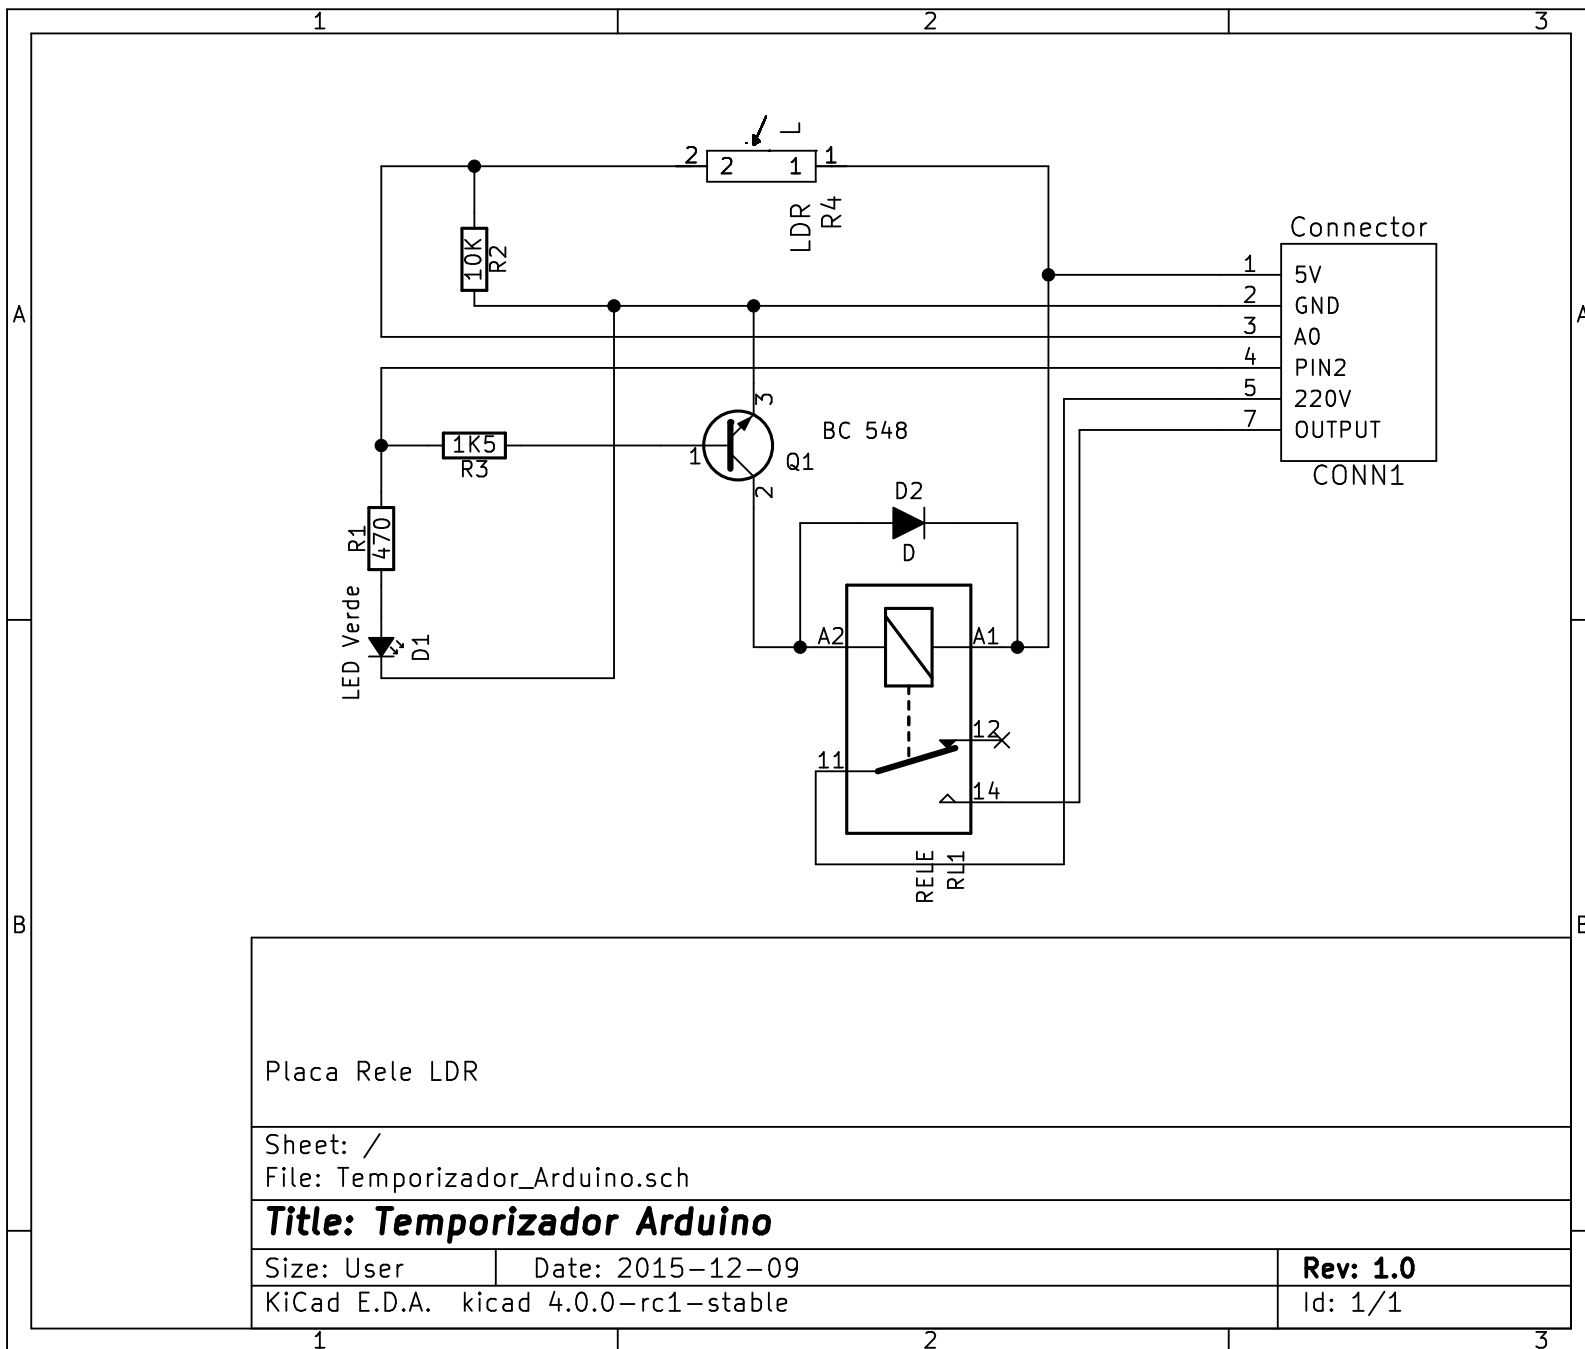 1 2 3
L
2 2 1 1
LDR
R4
10K
R2
Connector
1 5V
2 GND
3 A0
4 PIN2
5 220V
7 OUTPUT
CONN1
A A
3
BC 548
1K5
R3
1
Q1
2
R1
470
D2
D
LED Verde
D1
A2 A1
12
11
14
RELE
RL1
B B
Placa Rele LDR
Sheet: /
File: Temporizador_Arduino.sch
Title: Temporizador Arduino
Size: User Date: 2015-12-09 Rev: 1.0
KiCad E.D.A. kicad 4.0.0-rc1-stable Id: 1/1
1 2 3